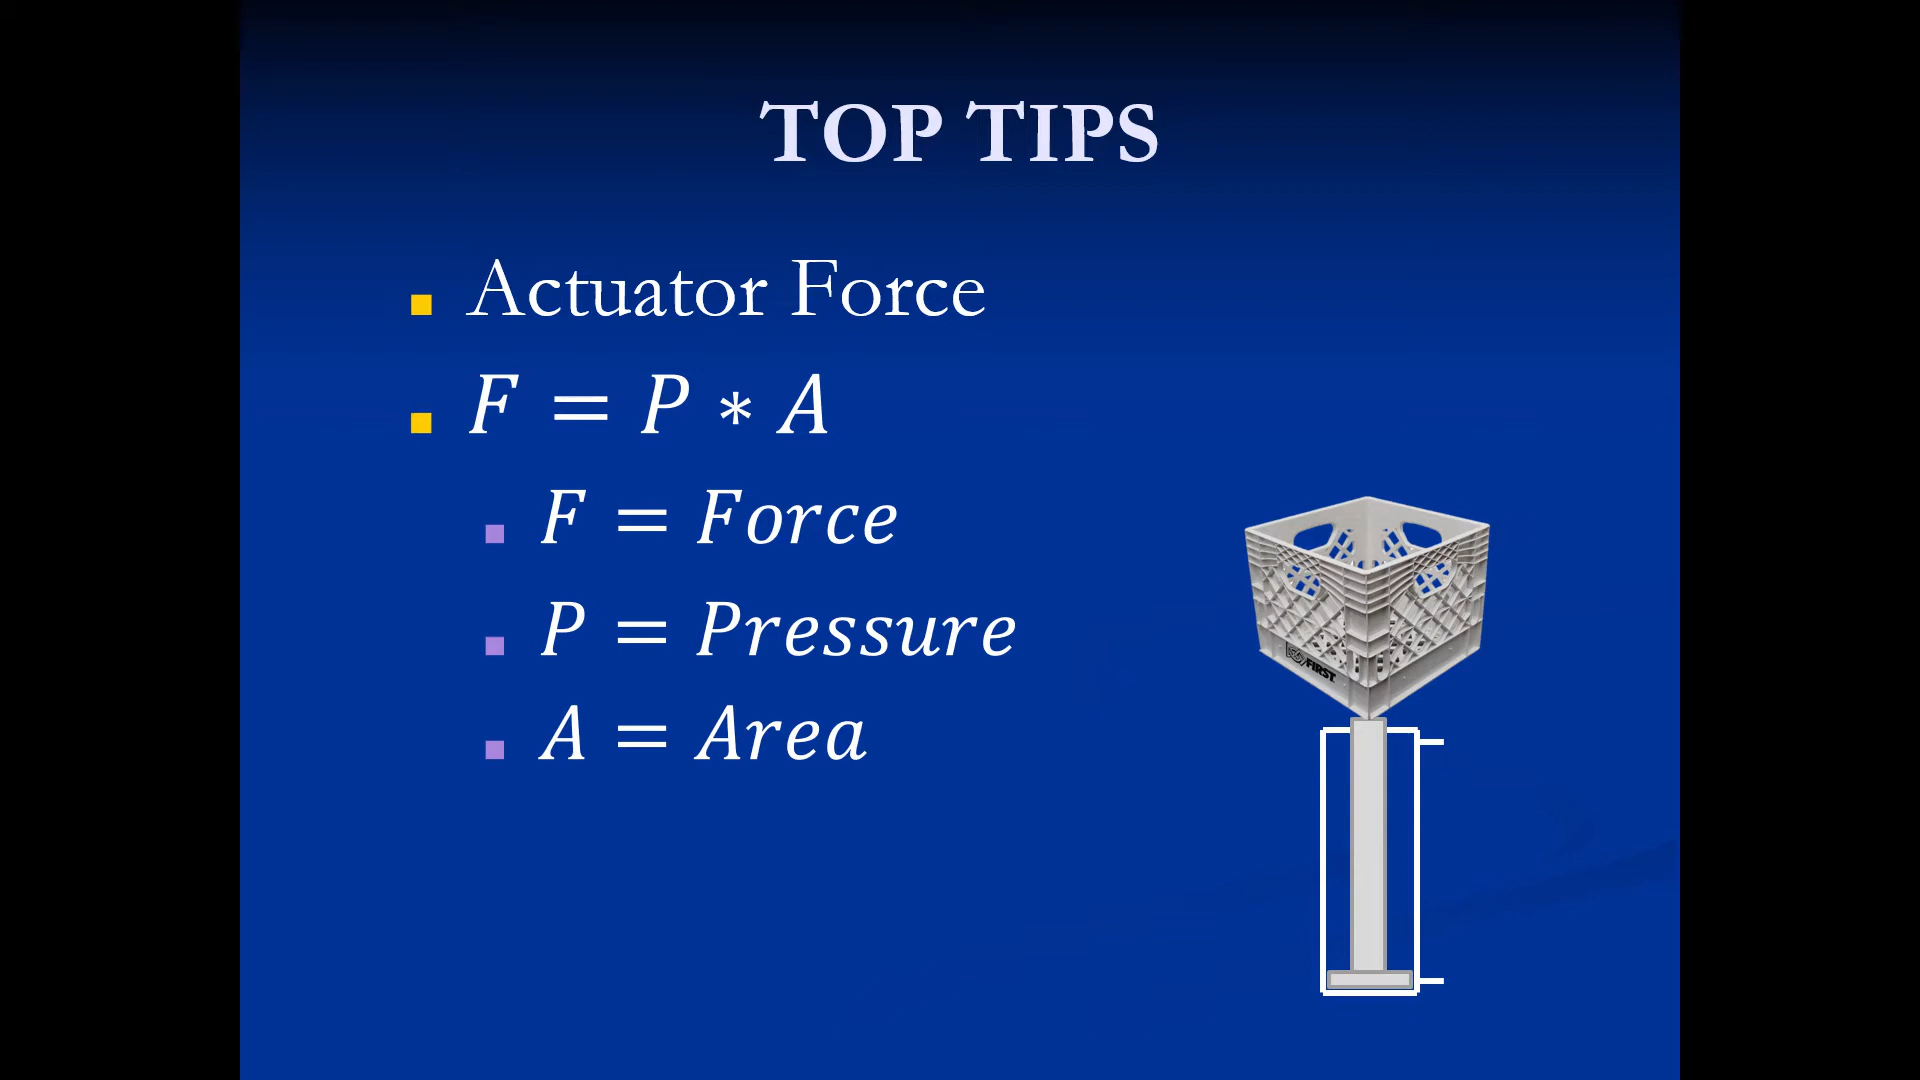 TOP TIPS
Actuator Force
F = P * A
F = Force
P = Pressure
A = Area
FIRST